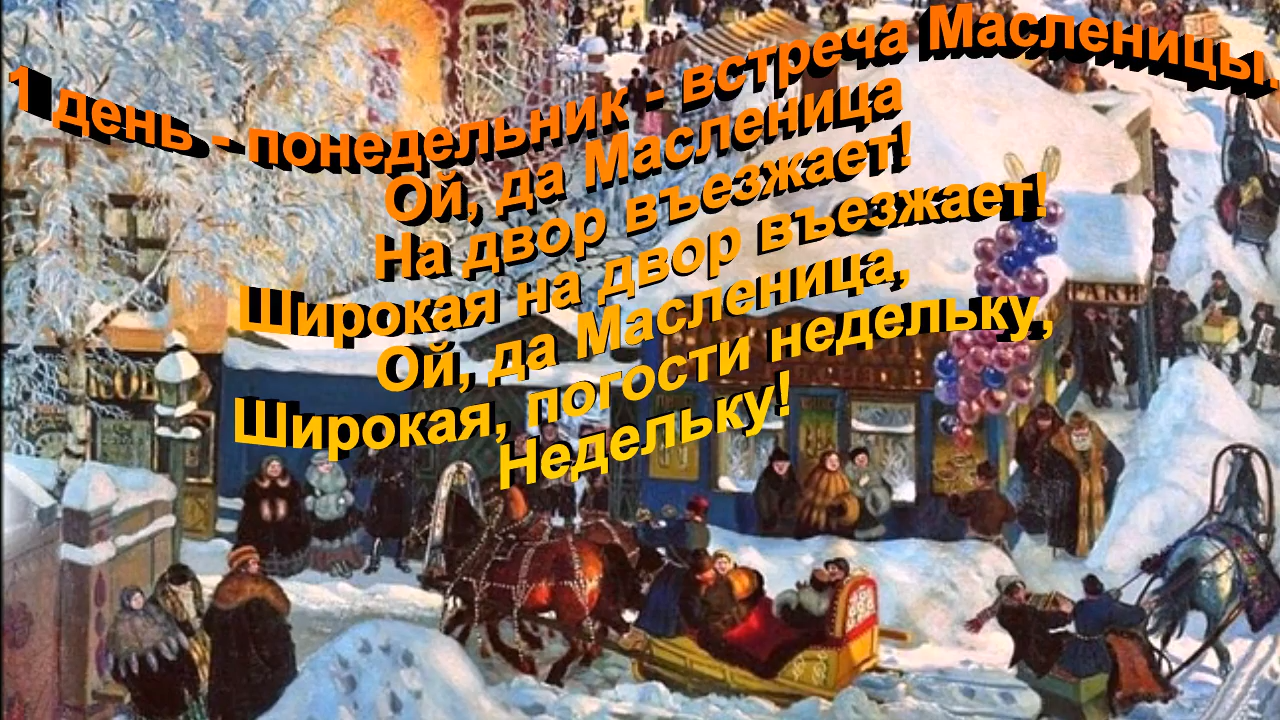 1 день - понедельник - встреча Масленицы.
Ой, да Масленица
На двор въезжает!
Широкая на двор въезжает!
Ой, да Масленица,
Широкая, погости недельку,
Недельку!